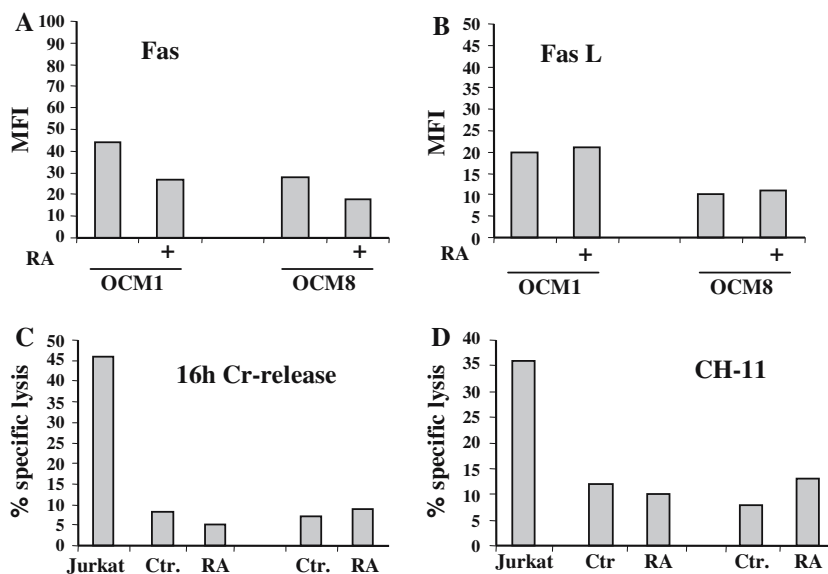 A
Fas
MFI
100
90
80
70
60
50
40
30
20
10
0
RA
+
+
OCM1
OCM8
B
Fas L
MFI
50
45
40
35
30
25
20
15
10
5
0
RA
+
+
OCM1
OCM8
C
16h Cr-release
% specific lysis
50
45
40
35
30
25
20
15
10
5
0
Jurkat Ctr. RA Ctr. RA
D
CH-11
% specific lysis
40
35
30
25
20
15
10
5
0
Jurkat Ctr RA Ctr. RA